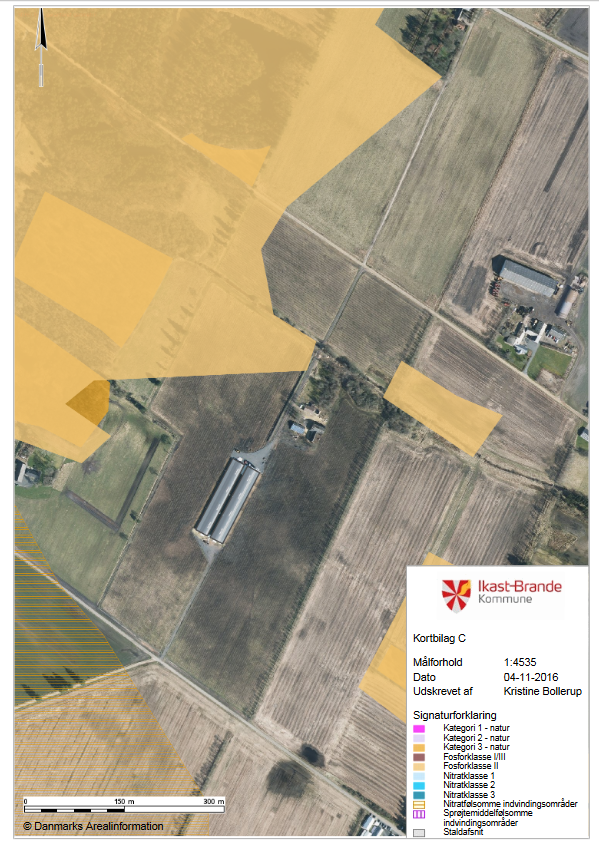 Ikast-Brande
Kommune
Kortbilag C
Målforhold 1:4535
Dato 04-11-2016
Udskrevet af Kristine Bollerup
Signaturforklaring
Kategori 1 - natur
Kategori 2 - natur
Kategori 3 - natur
Fosforklasse I/III
Fosforklasse II
Nitratklasse 1
Nitratklasse 2
Nitratklasse 3
Nitratfølsomme indvindingsområder
Sprøjtemiddelfølsomme
indvindingsområder
Staldafsnit
0 150 m 300 m
© Danmarks Arealinformation